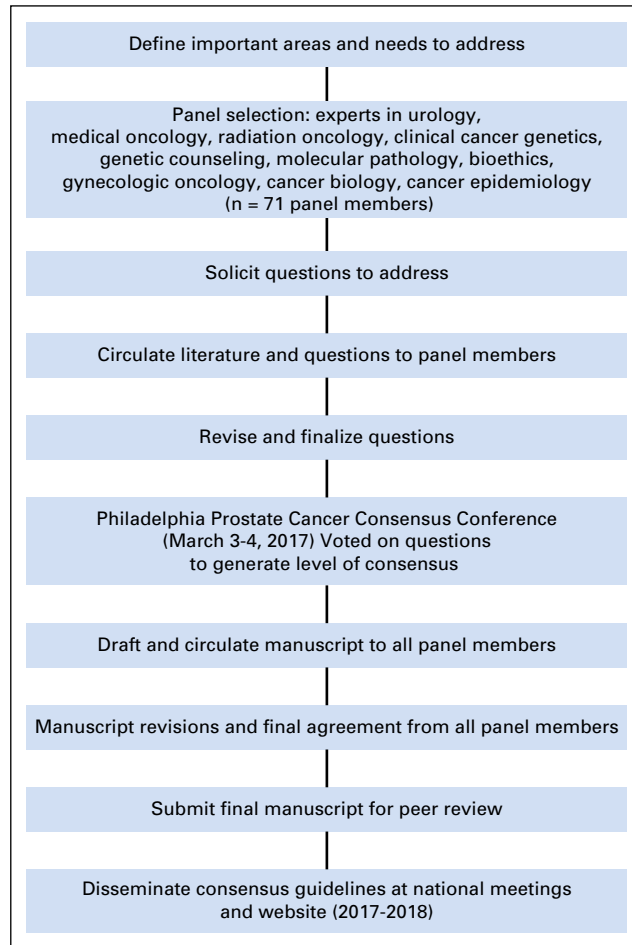 Define important areas and needs to address
Panel selection: experts in urology,
medical oncology, radiation oncology, clinical cancer genetics,
genetic counseling, molecular pathology, bioethics,
gynecologic oncology, cancer biology, cancer epidemiology
(n = 71 panel members)
Solicit questions to address
Circulate literature and questions to panel members
Revise and finalize questions
Philadelphia Prostate Cancer Consensus Conference
(March 3-4, 2017) Voted on questions
to generate level of consensus
Draft and circulate manuscript to all panel members
Manuscript revisions and final agreement from all panel members
Submit final manuscript for peer review
Disseminate consensus guidelines at national meetings
and website (2017-2018)